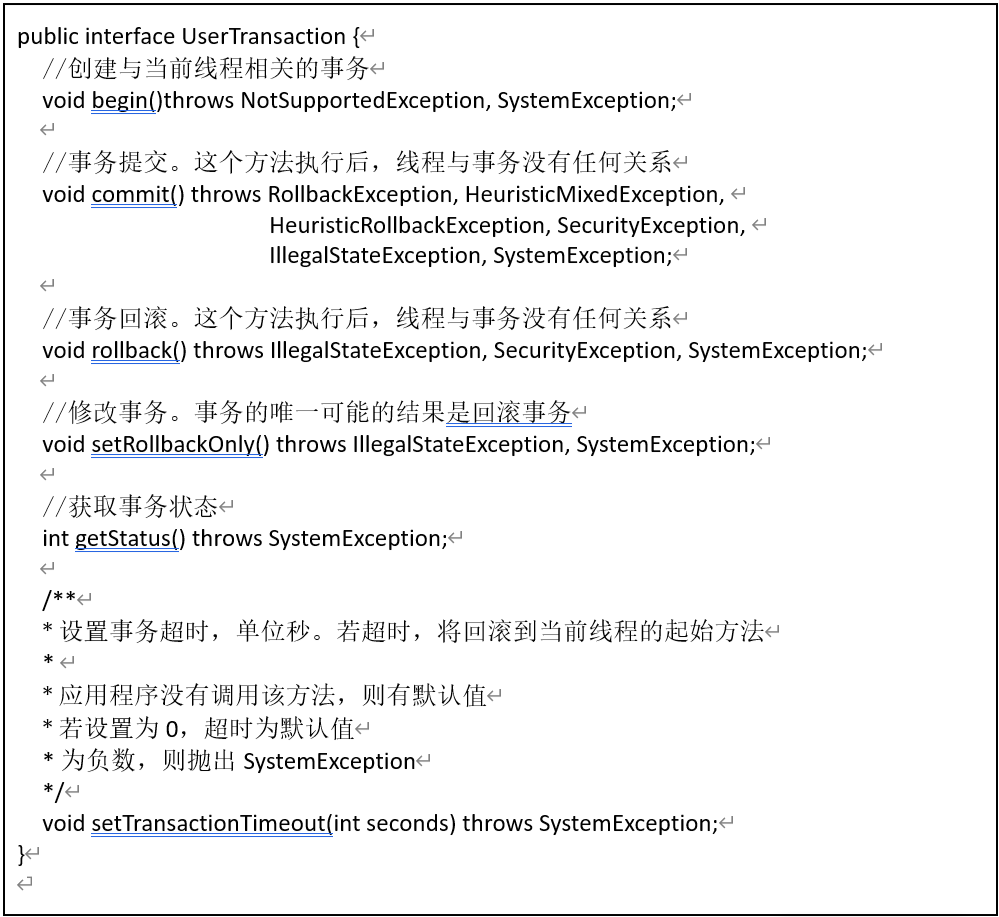 public interface UserTransaction {
//创建与当前线程相关的事务
void begin()throws NotSupportedException, SystemException;
//事务提交。这个方法执行后，线程与事务没有任何关系
void commit() throws RollbackException, HeuristicMixedException,
HeuristicRollbackException, SecurityException,
IllegalStateException, SystemException;
//事务回滚。这个方法执行后，线程与事务没有任何关系
void rollback() throws IllegalStateException, SecurityException, SystemException;
//修改事务。事务的唯一可能的结果是回滚事务
void setRollbackOnly() throws IllegalStateException, SystemException;
//获取事务状态
int getStatus() throws SystemException;
/**
* 设置事务超时，单位秒。若超时，将回滚到当前线程的起始方法
*
* 应用程序没有调用该方法，则有默认值
* 若设置为 0，超时为默认值
* 为负数，则抛出 SystemException
*/
void setTransactionTimeout(int seconds) throws SystemException;
}